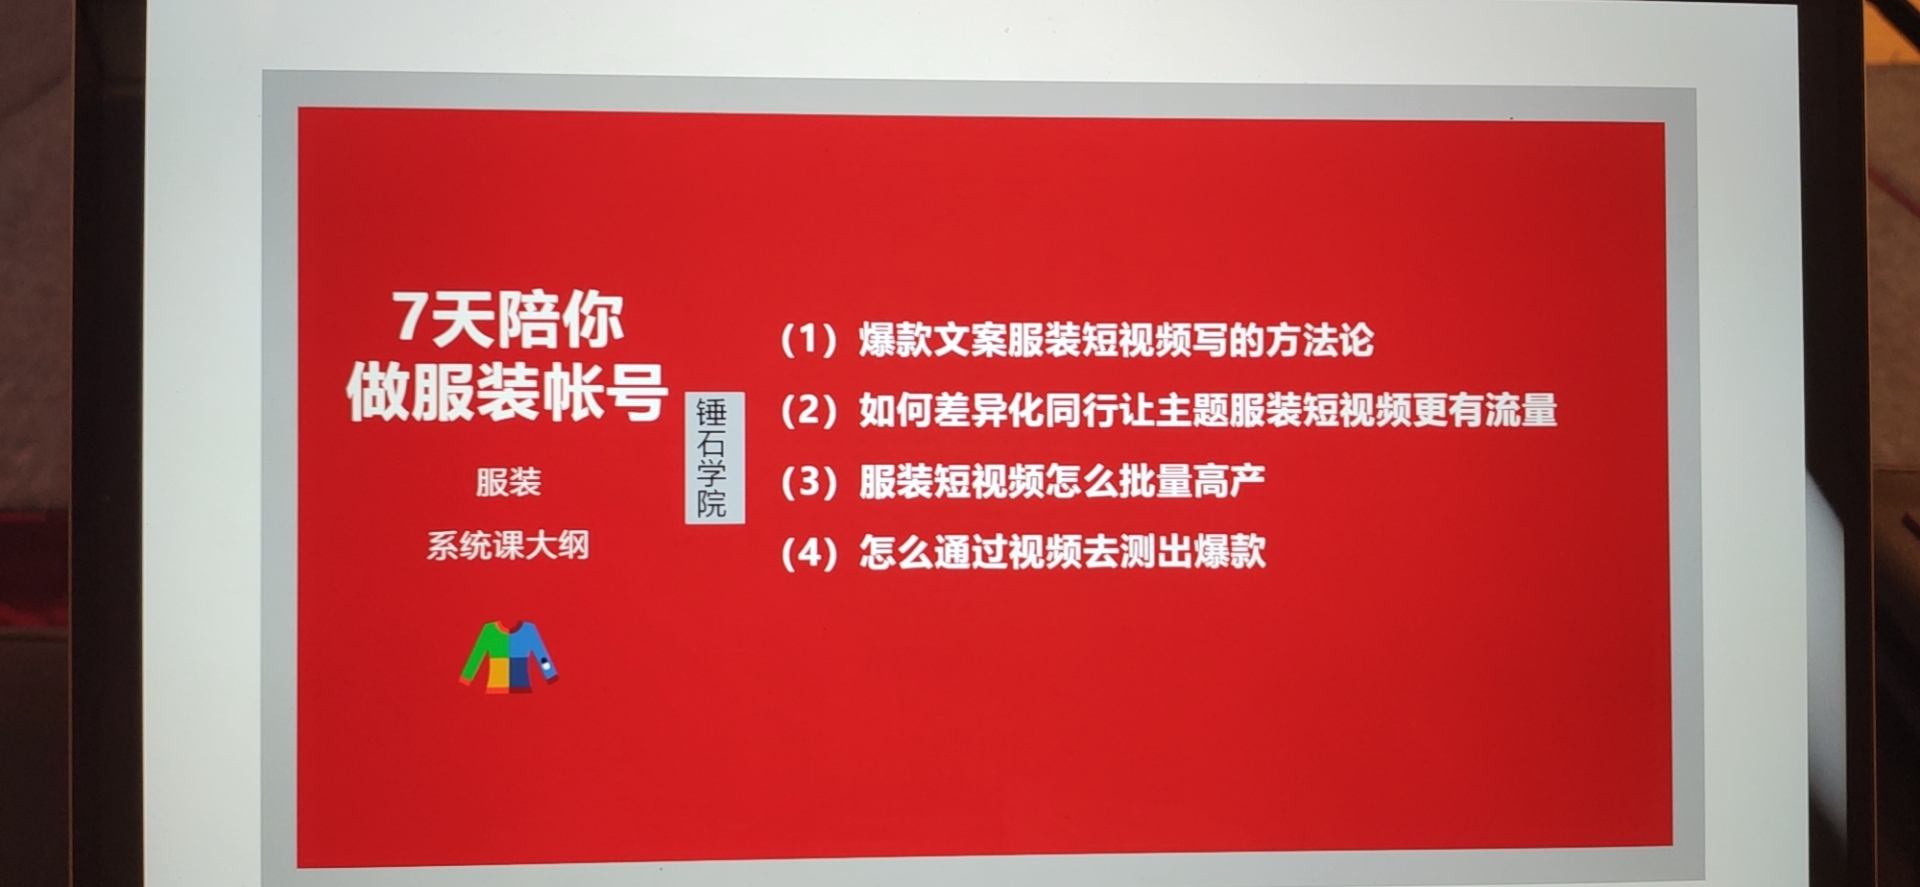 7天陪你
做服装帐号
服装
系统课大纲
锤石学院
（1）爆款文案服装短视频写的方法论
（2）如何差异化同行让主题服装短视频更有流量
（3）服装短视频怎么批量高产
（4）怎么通过视频去测出爆款